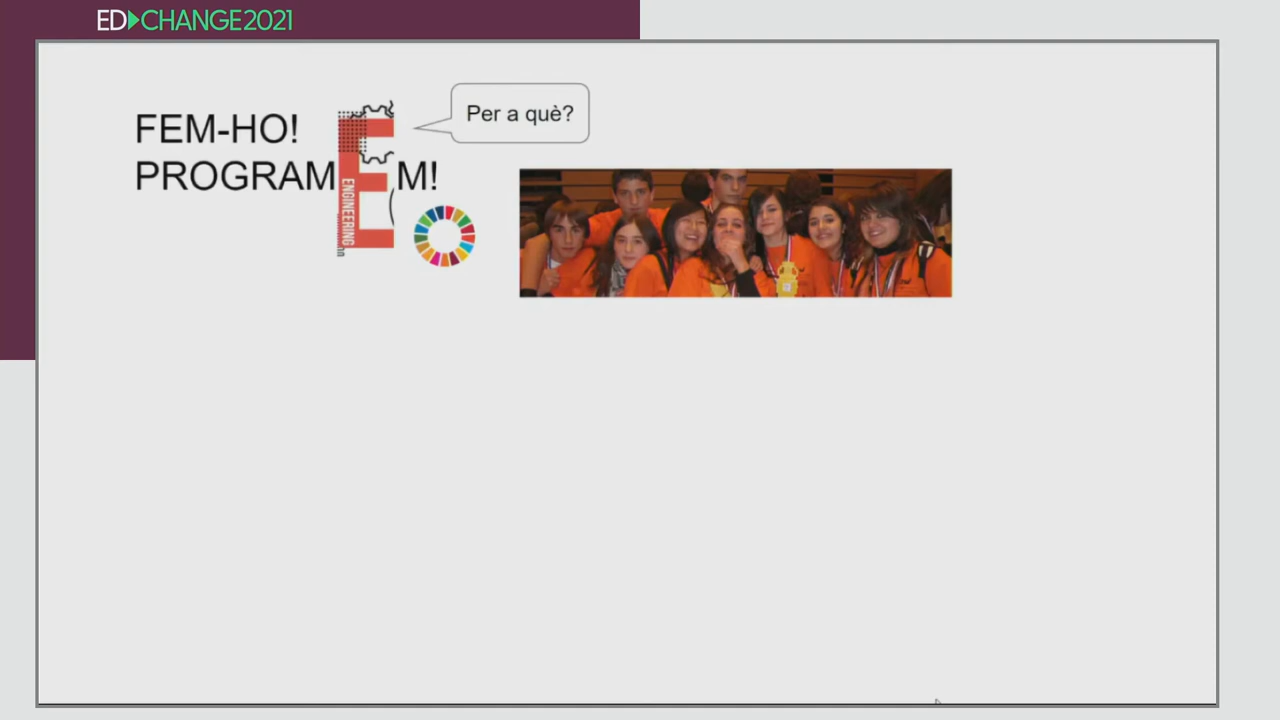 ED CHANGE2021
Per a què?
FEM-HO!
PROGRAMEM!
ENGINEERING